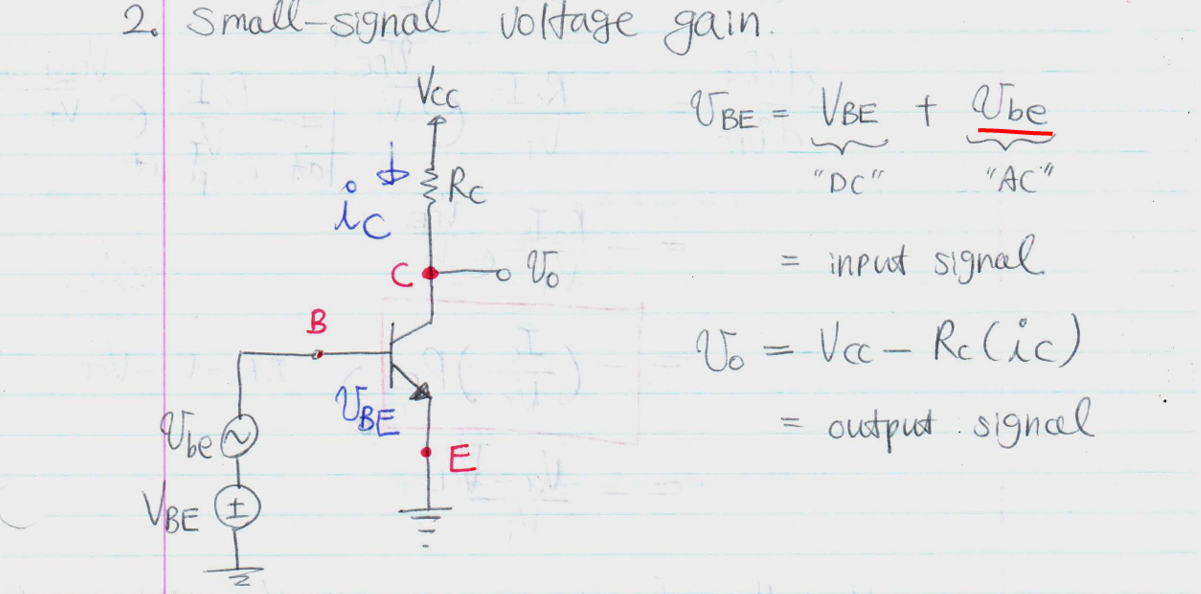 2. Small-signal voltage gain.
Vcc
ic
Rc
C
vo
B
vBE
vbe
E
VBE
vBE = VBE + vbe
"DC" "AC"
= input signal
vo = Vcc - Rc(ic)
= output signal